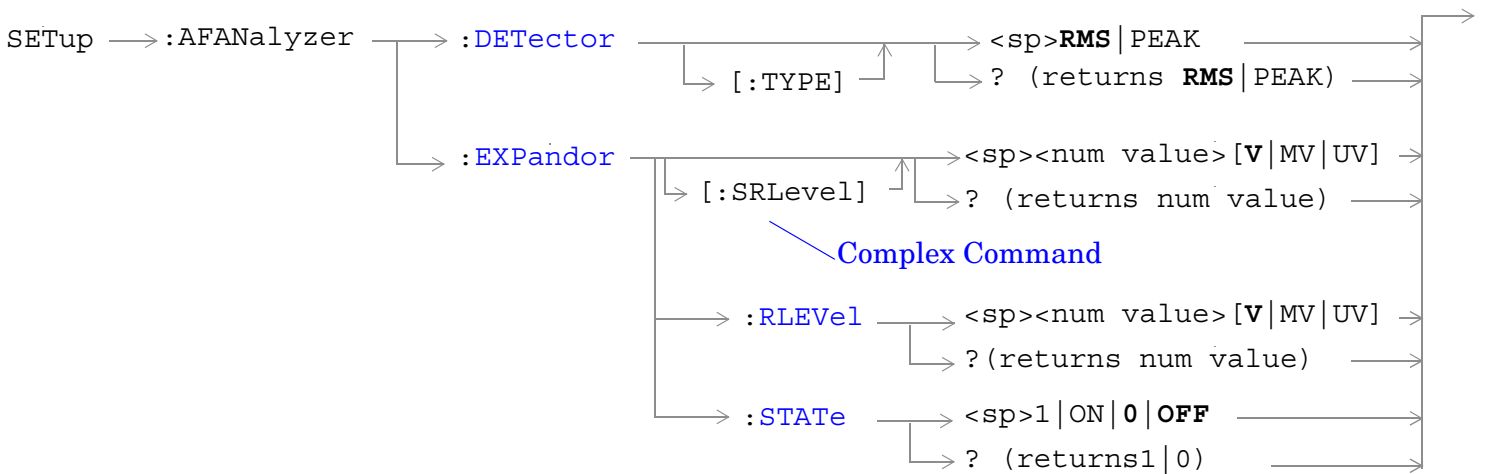 SETup :AFANalyzer :DETector <sp>RMS|PEAK
[:TYPE] ? (returns RMS|PEAK)
:EXPandor <sp><num value>[V|MV|UV]
[:SRLevel] ? (returns num value)
Complex Command
:RLEVel <sp><num value>[V|MV|UV]
?(returns num value)
:STATe <sp>1|ON|0|OFF
? (returns1|0)